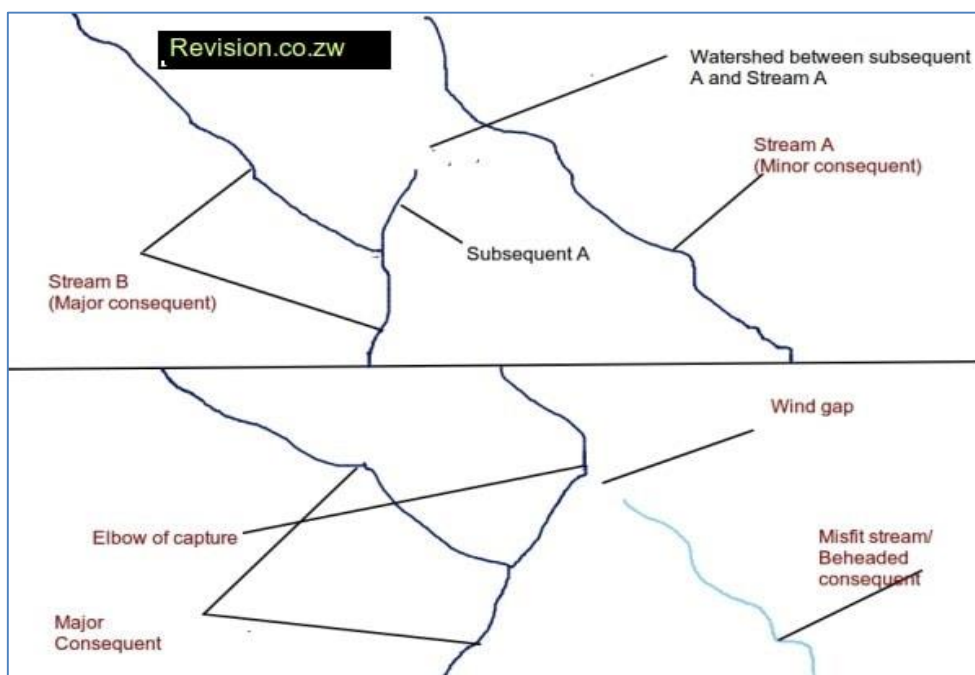 Revision.co.zw
Watershed between subsequent
A and Stream A
Stream A
(Minor consequent)
Subsequent A
Stream B
(Major consequent)
Wind gap
Elbow of capture
Misfit stream/
Beheaded
consequent
Major
Consequent